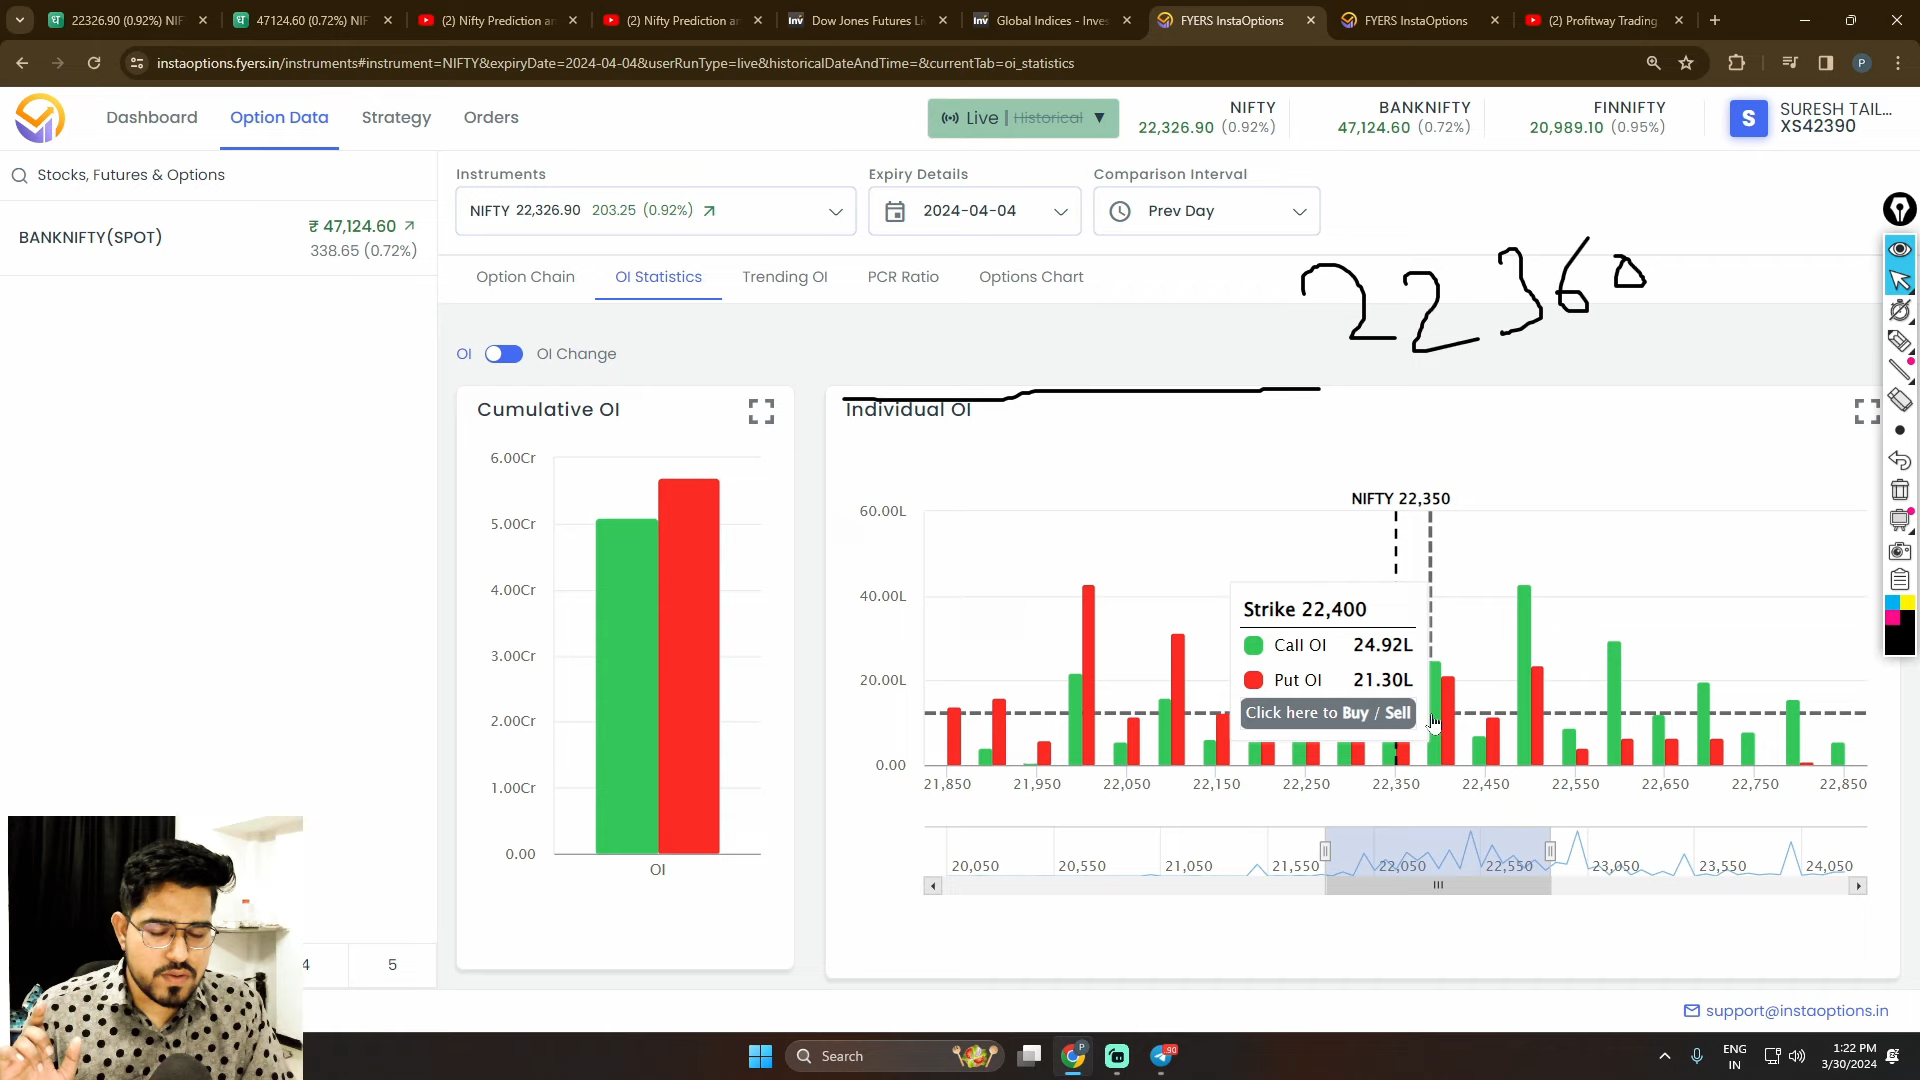 22326.90 (0.92%) NIF
47124.60 (0.72%) NIF
(2) Nifty Prediction an
(2) Nifty Prediction an
Dow Jones Futures Li
Global Indices - Inves
FYERS InstaOptions
FYERS InstaOptions
(2) Profitway Trading
instaoptions.fyers.in/instruments#instrument=NIFTY&expiryDate=2024-04-04&userRunType=live&historicalDateAndTime=&currentTab=oi_statistics
P
Dashboard
Option Data
Strategy
Orders
Live | Historical ▼
NIFTY
22,326.90 (0.92%)
BANKNIFTY
47,124.60 (0.72%)
FINNIFTY
20,989.10 (0.95%)
S
SURESH TAIL...
XS42390
Stocks, Futures & Options
BANKNIFTY(SPOT)
₹ 47,124.60
338.65 (0.72%)
Instruments
NIFTY 22,326.90 203.25 (0.92%)
Expiry Details
2024-04-04
Comparison Interval
Prev Day
Option Chain
OI Statistics
Trending OI
PCR Ratio
Options Chart
22360
OI
OI Change
Cumulative OI
6.00Cr
5.00Cr
4.00Cr
3.00Cr
2.00Cr
1.00Cr
0.00
OI
Individual OI
NIFTY 22,350
60.00L
40.00L
20.00L
0.00
Strike 22,400
Call OI 24.92L
Put OI 21.30L
Click here to Buy / Sell
21,850 21,950 22,050 22,150 22,250 22,350 22,450 22,550 22,650 22,750 22,850
20,050 20,550 21,050 21,550 22,050 22,550 23,050 23,550 24,050
4
5
support@instaoptions.in
Search
P
90
ENG
IN
1:22 PM
3/30/2024